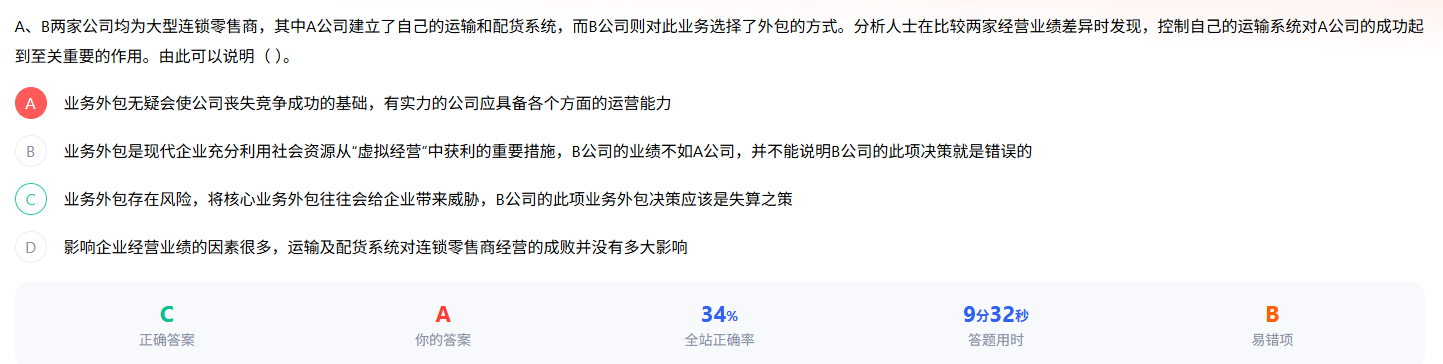 A、B两家公司均为大型连锁零售商，其中A公司建立了自己的运输和配货系统，而B公司则对此业务选择了外包的方式。分析人士在比较两家经营业绩差异时发现，控制自己的运输系统对A公司的成功起
到至关重要的作用。由此可以说明（ )。
A 业务外包无疑会使公司丧失竞争成功的基础，有实力的公司应具备各个方面的运营能力
B 业务外包是现代企业充分利用社会资源从“虚拟经营“中获利的重要措施，B公司的业绩不如A公司，并不能说明B公司的此项决策就是错误的
C 业务外包存在风险，将核心业务外包往往会给企业带来威胁，B公司的此项业务外包决策应该是失算之策
D 影响企业经营业绩的因素很多，运输及配货系统对连锁零售商经营的成败并没有多大影响
C A 34% 9分32秒 B
正确答案 你的答案 全站正确率 答题用时 易错项